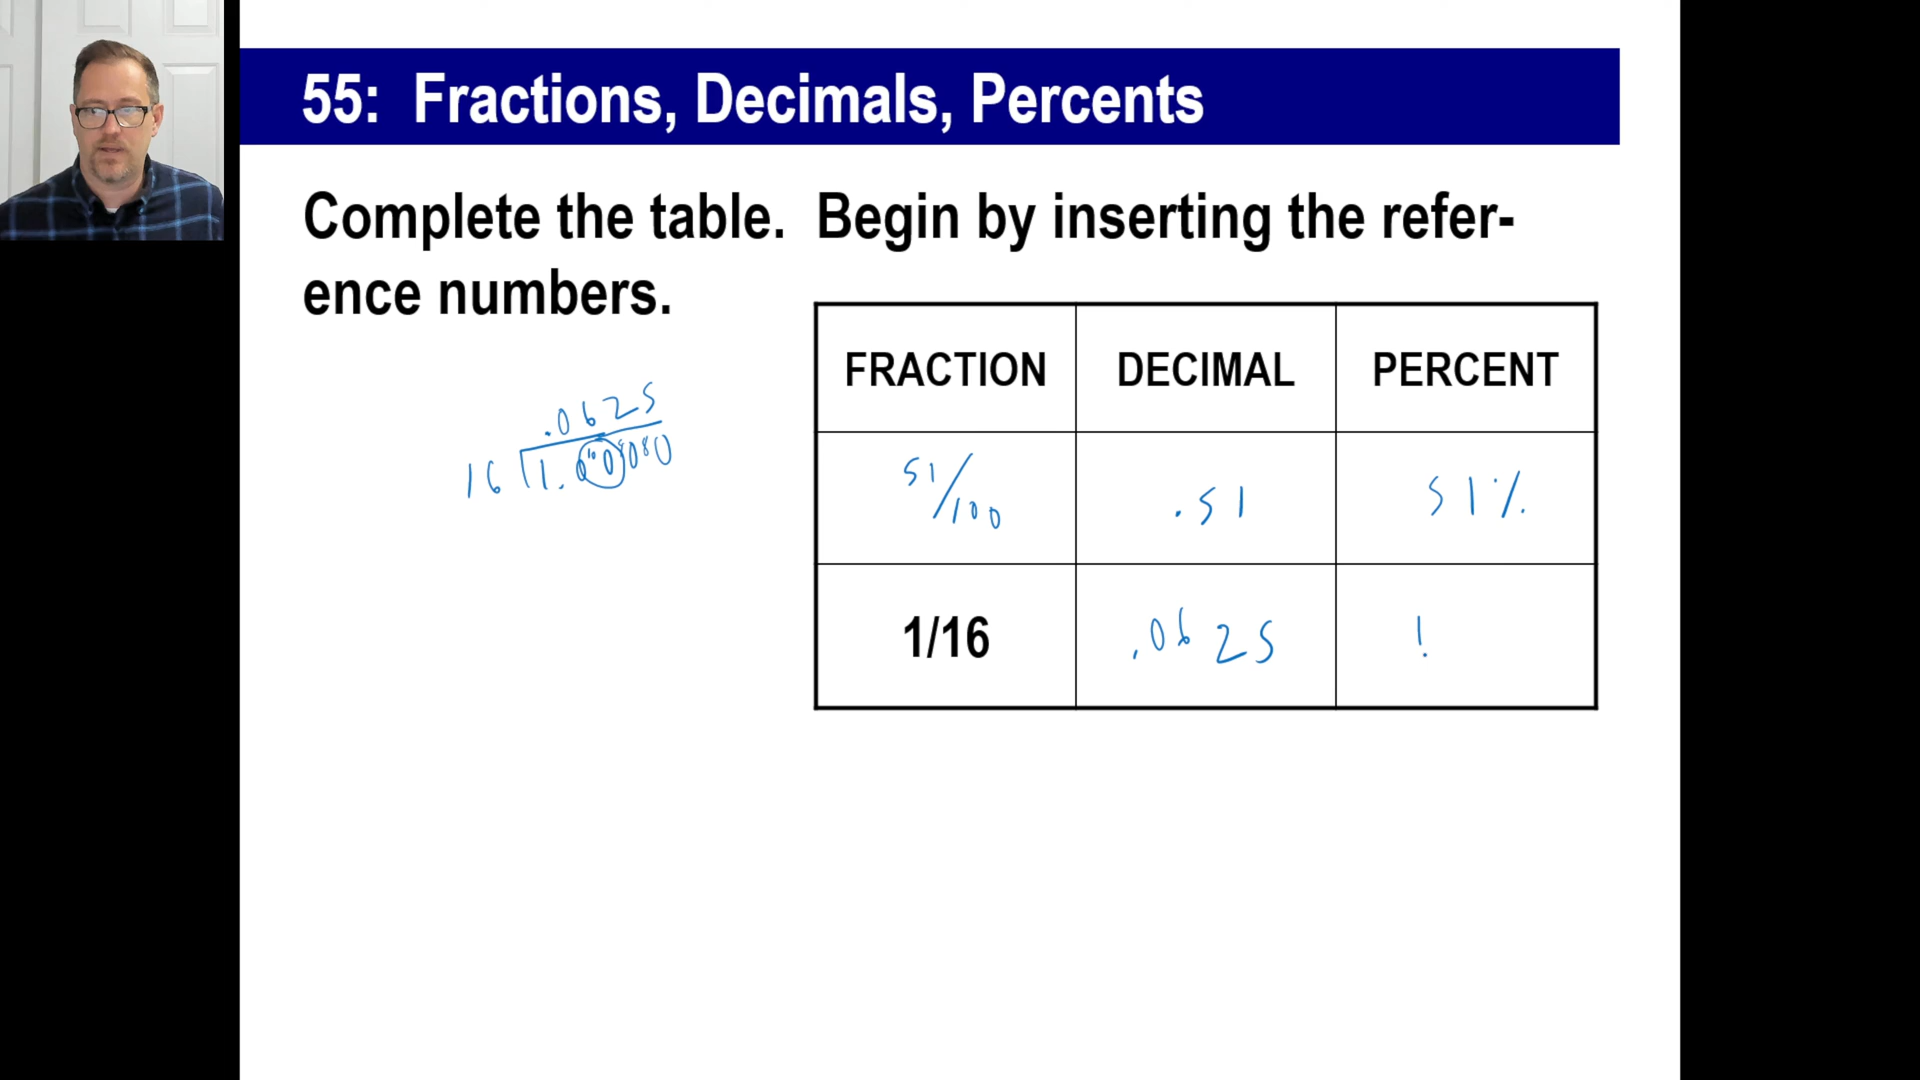 55: Fractions, Decimals, Percents
Complete the table. Begin by inserting the refer-
ence numbers.
FRACTION DECIMAL PERCENT
.0625
16 1.0000
51/100 .51 51%
1/16 .0625